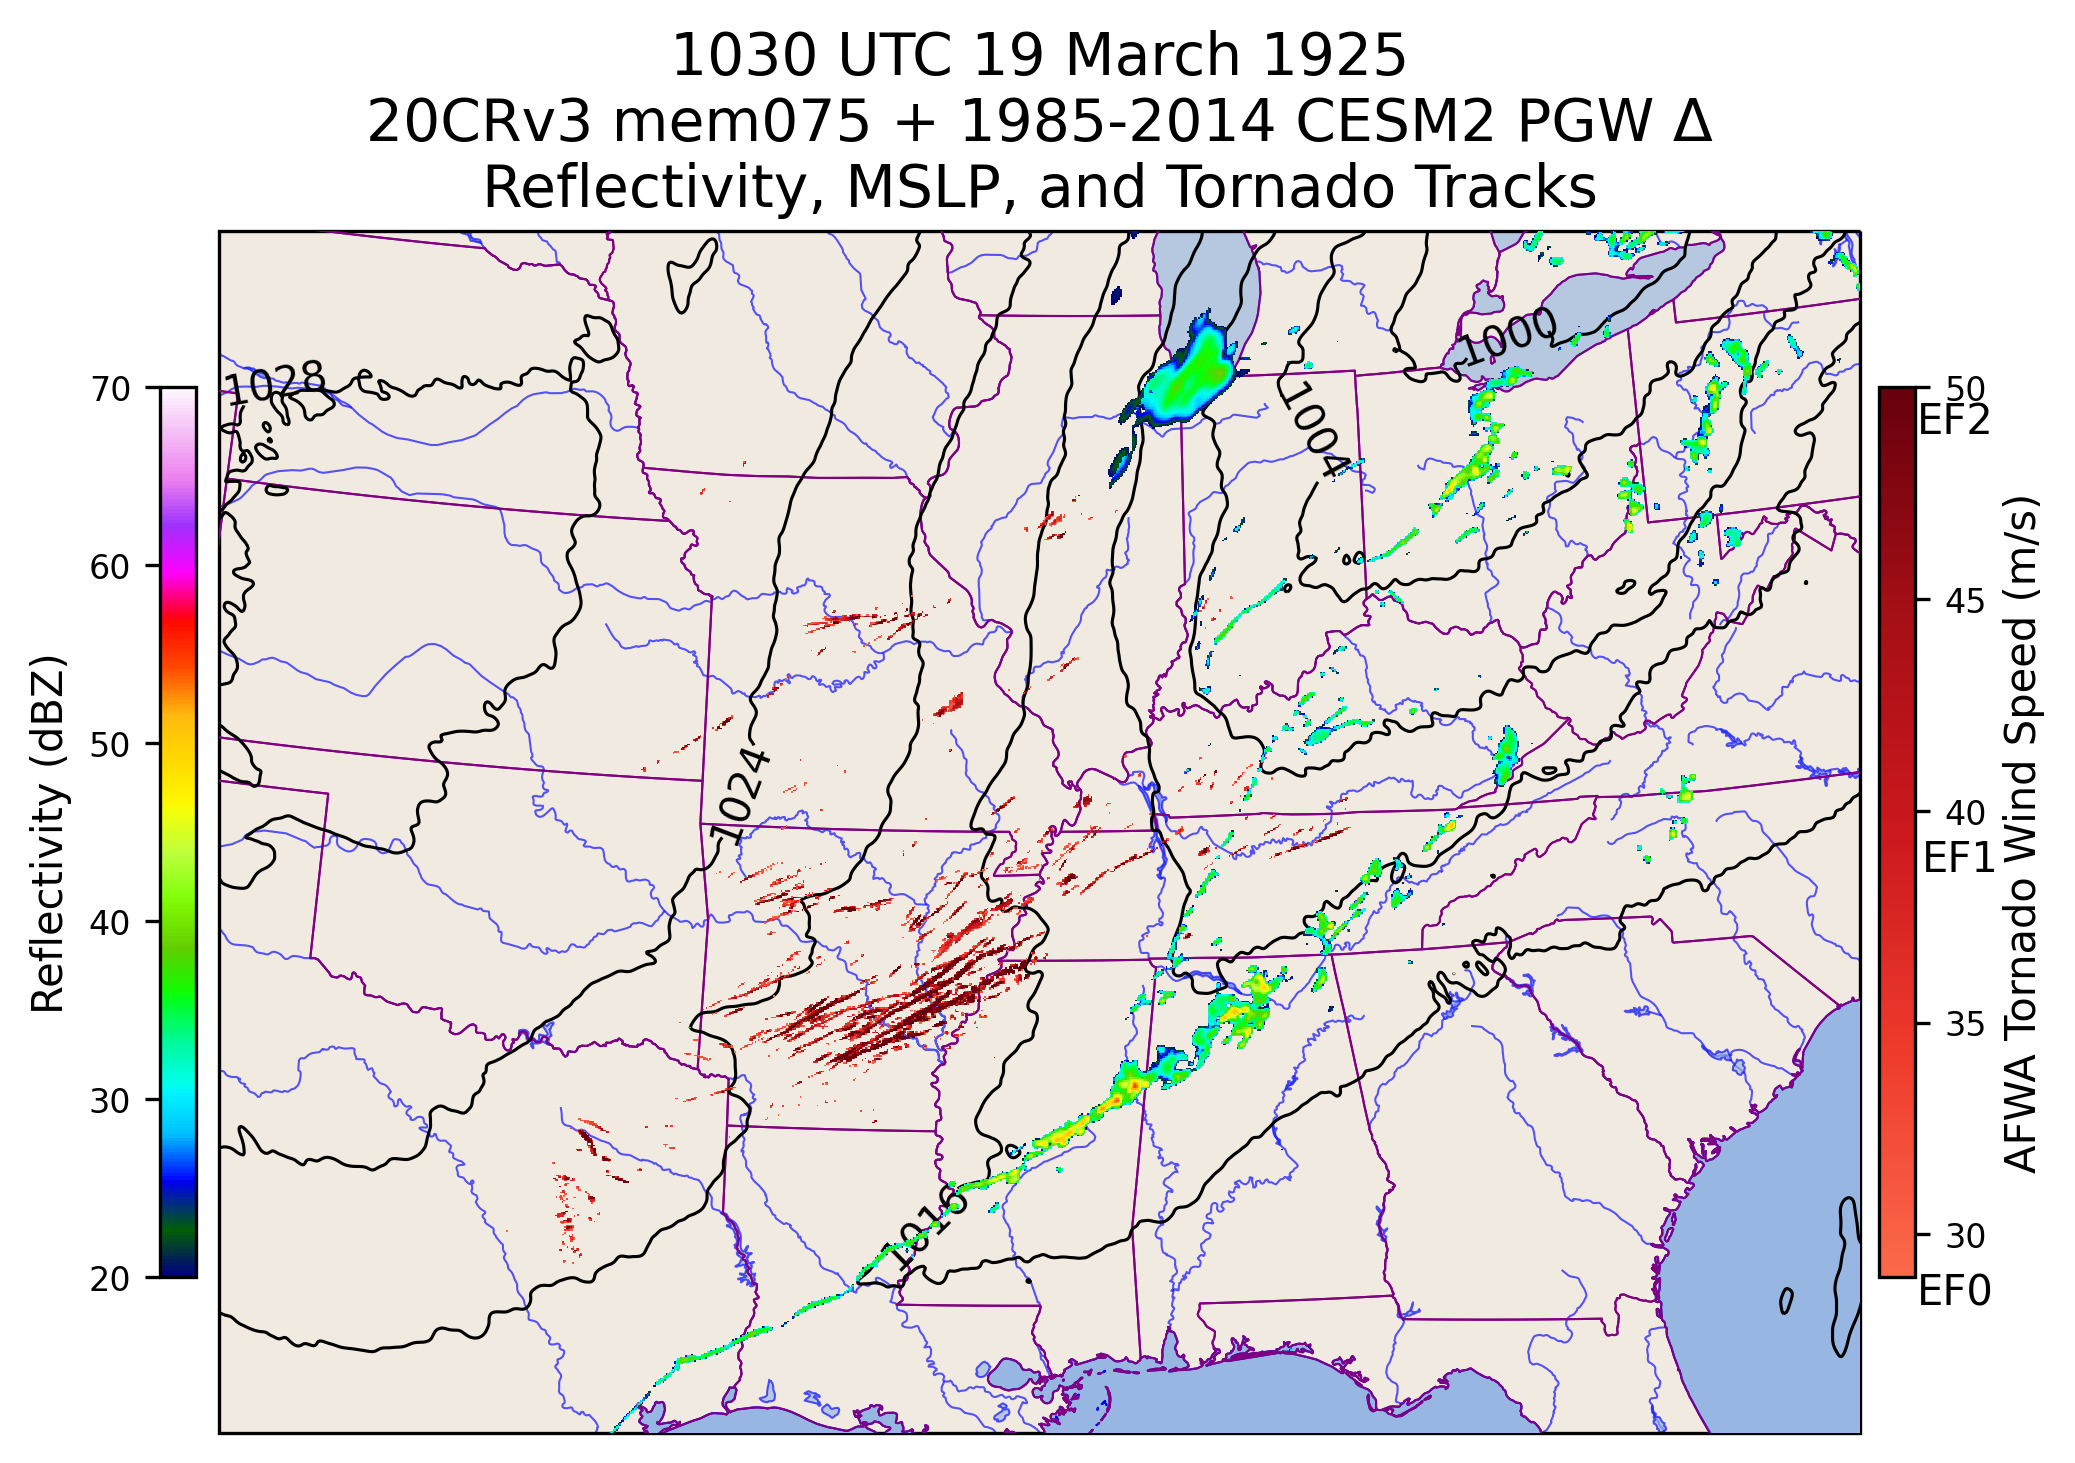 1030 UTC 19 March 1925
20CRv3 mem075 + 1985-2014 CESM2 PGW Δ
Reflectivity, MSLP, and Tornado Tracks
Reflectivity (dBZ)
70
60
50
40
30
20
1028
1024
1016
1004
1000
50
EF2
45
40
EF1
35
30
EF0
AFWA Tornado Wind Speed (m/s)